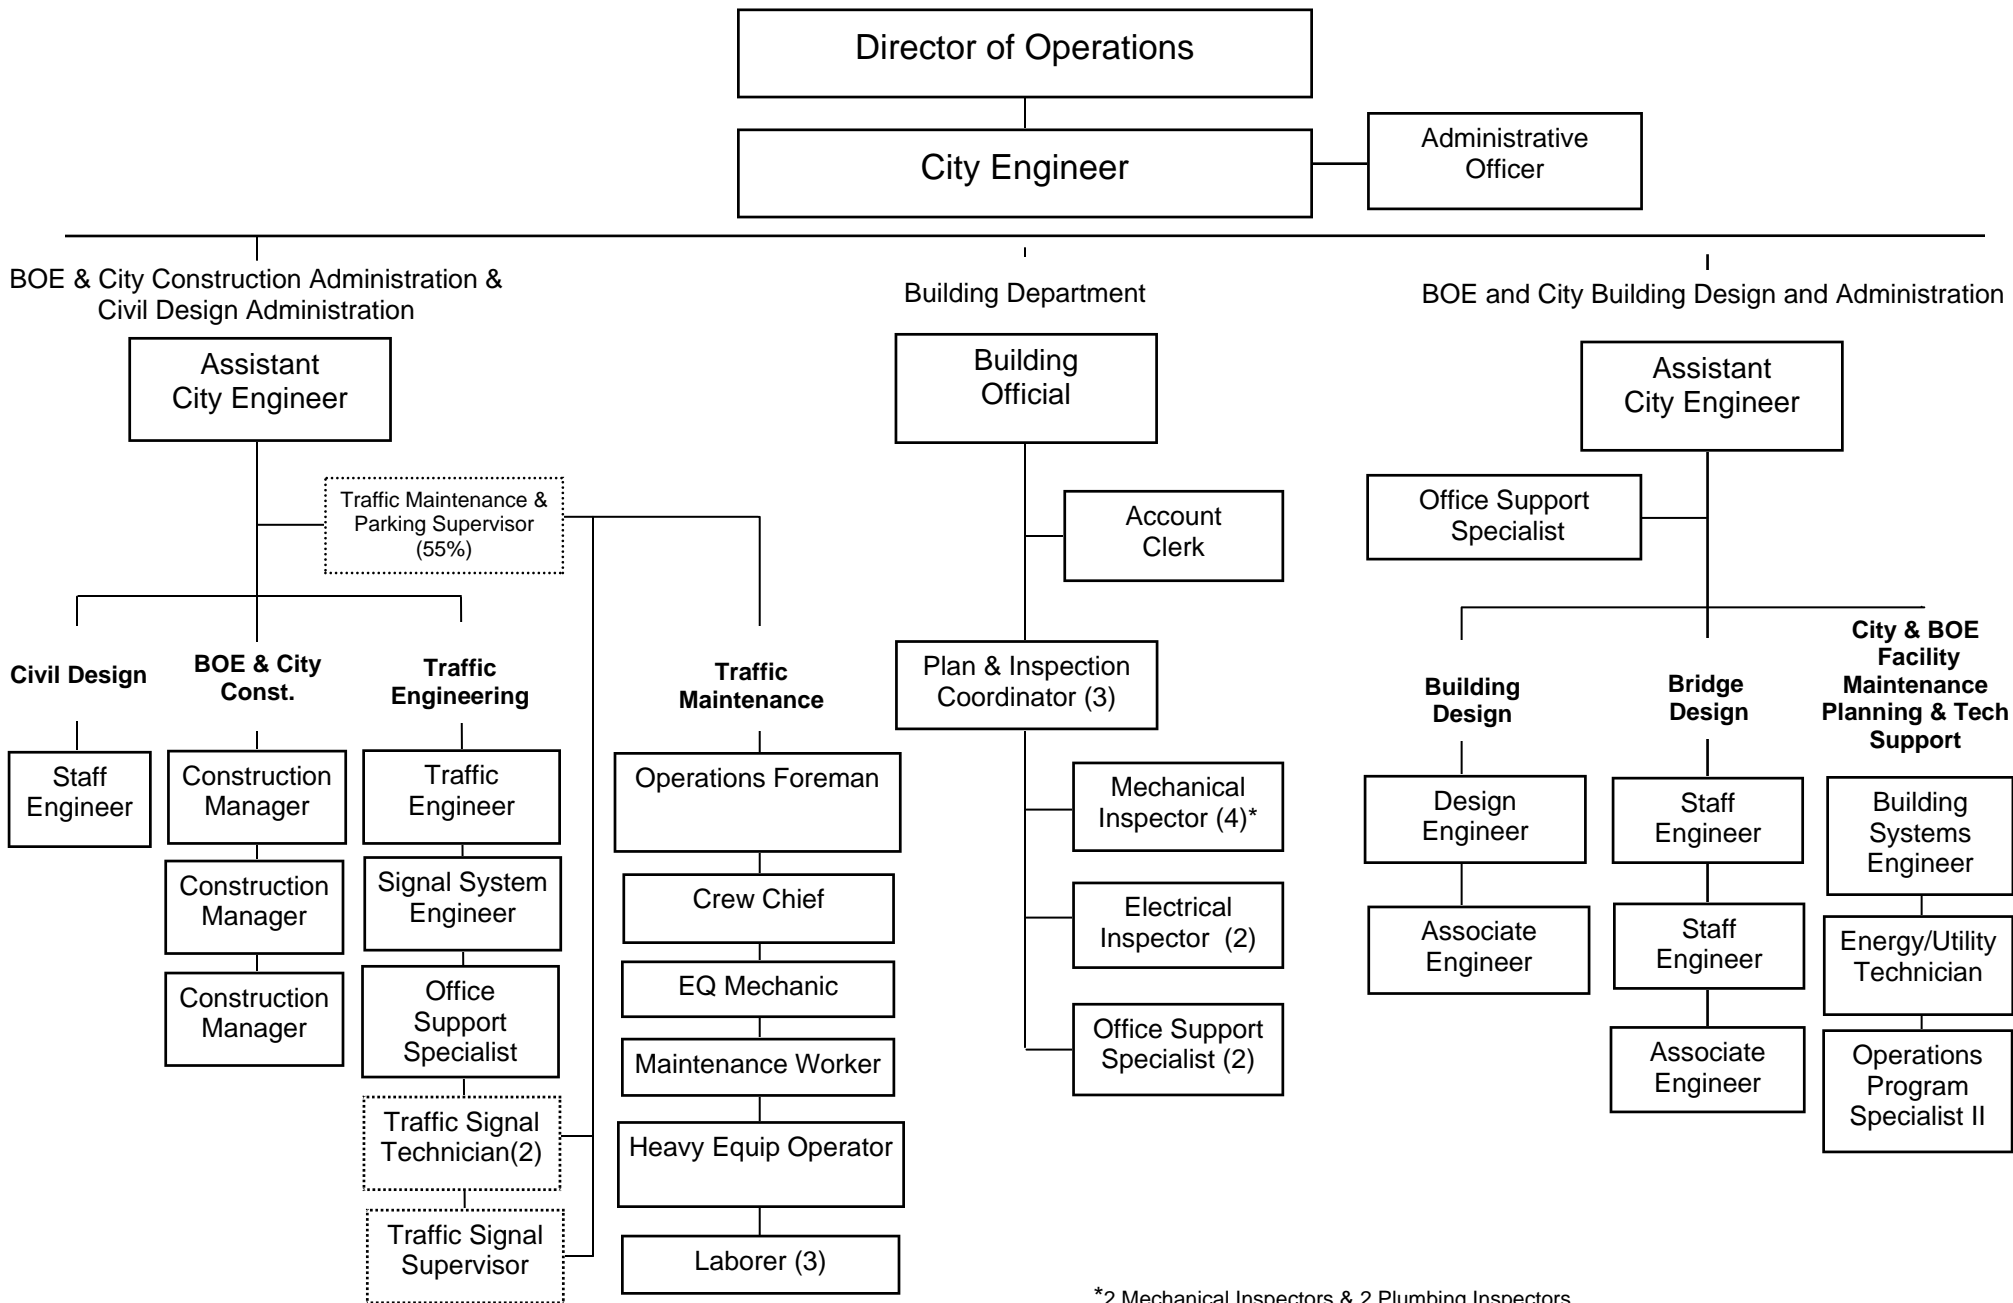 Director of Operations
City Engineer
Administrative
Officer
BOE & City Construction Administration &
Civil Design Administration
Assistant
City Engineer
Traffic Maintenance &
Parking Supervisor
(55%)
Civil Design
Staff
Engineer
BOE & City
Const.
Construction
Manager
Construction
Manager
Construction
Manager
Traffic
Engineering
Traffic
Engineer
Signal System
Engineer
Office
Support
Specialist
Traffic Signal
Technician(2)
Traffic Signal
Supervisor
Traffic
Maintenance
Operations Foreman
Crew Chief
EQ Mechanic
Maintenance Worker
Heavy Equip Operator
Laborer (3)
Building Department
Building
Official
Account
Clerk
Plan & Inspection
Coordinator (3)
Mechanical
Inspector (4)*
Electrical
Inspector (2)
Office Support
Specialist (2)
BOE and City Building Design and Administration
Assistant
City Engineer
Office Support
Specialist
Building
Design
Design
Engineer
Associate
Engineer
Bridge
Design
Staff
Engineer
Staff
Engineer
Associate
Engineer
City & BOE
Facility
Maintenance
Planning & Tech
Support
Building
Systems
Engineer
Energy/Utility
Technician
Operations
Program
Specialist II
*2 Mechanical Inspectors & 2 Plumbing Inspectors